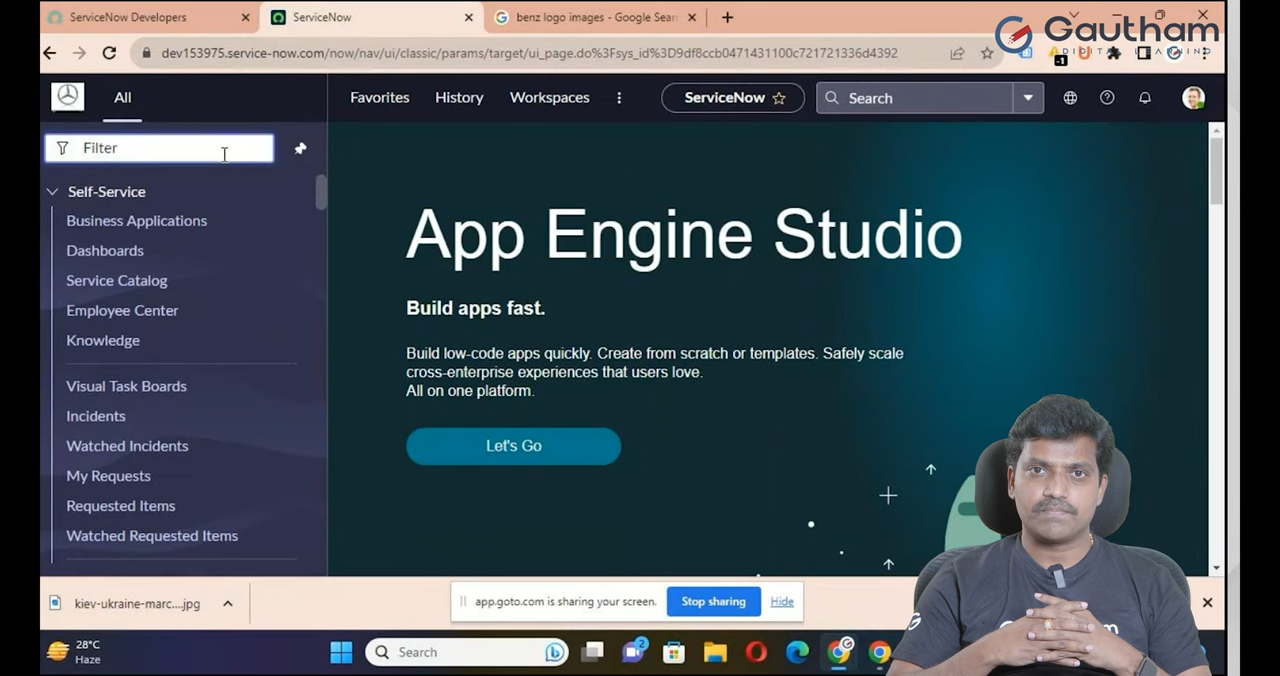 ServiceNow Developers
ServiceNow
benz logo images - Google Sear
Gautham
DIGITAL LEARNING
dev153975.service-now.com/now/nav/ui/classic/params/target/ui_page.do%3Fsys_id%3D9df8ccb0471431100c721721336d4392
-1
All
Favorites
History
Workspaces
ServiceNow
Search
Filter
Self-Service
Business Applications
Dashboards
Service Catalog
Employee Center
Knowledge
Visual Task Boards
Incidents
Watched Incidents
My Requests
Requested Items
Watched Requested Items
App Engine Studio
Build apps fast.
Build low-code apps quickly. Create from scratch or templates. Safely scale
cross-enterprise experiences that users love.
All on one platform.
Let's Go
kiev-ukraine-marc....jpg
app.goto.com is sharing your screen.
Stop sharing
Hide
28°C
Haze
Search
2